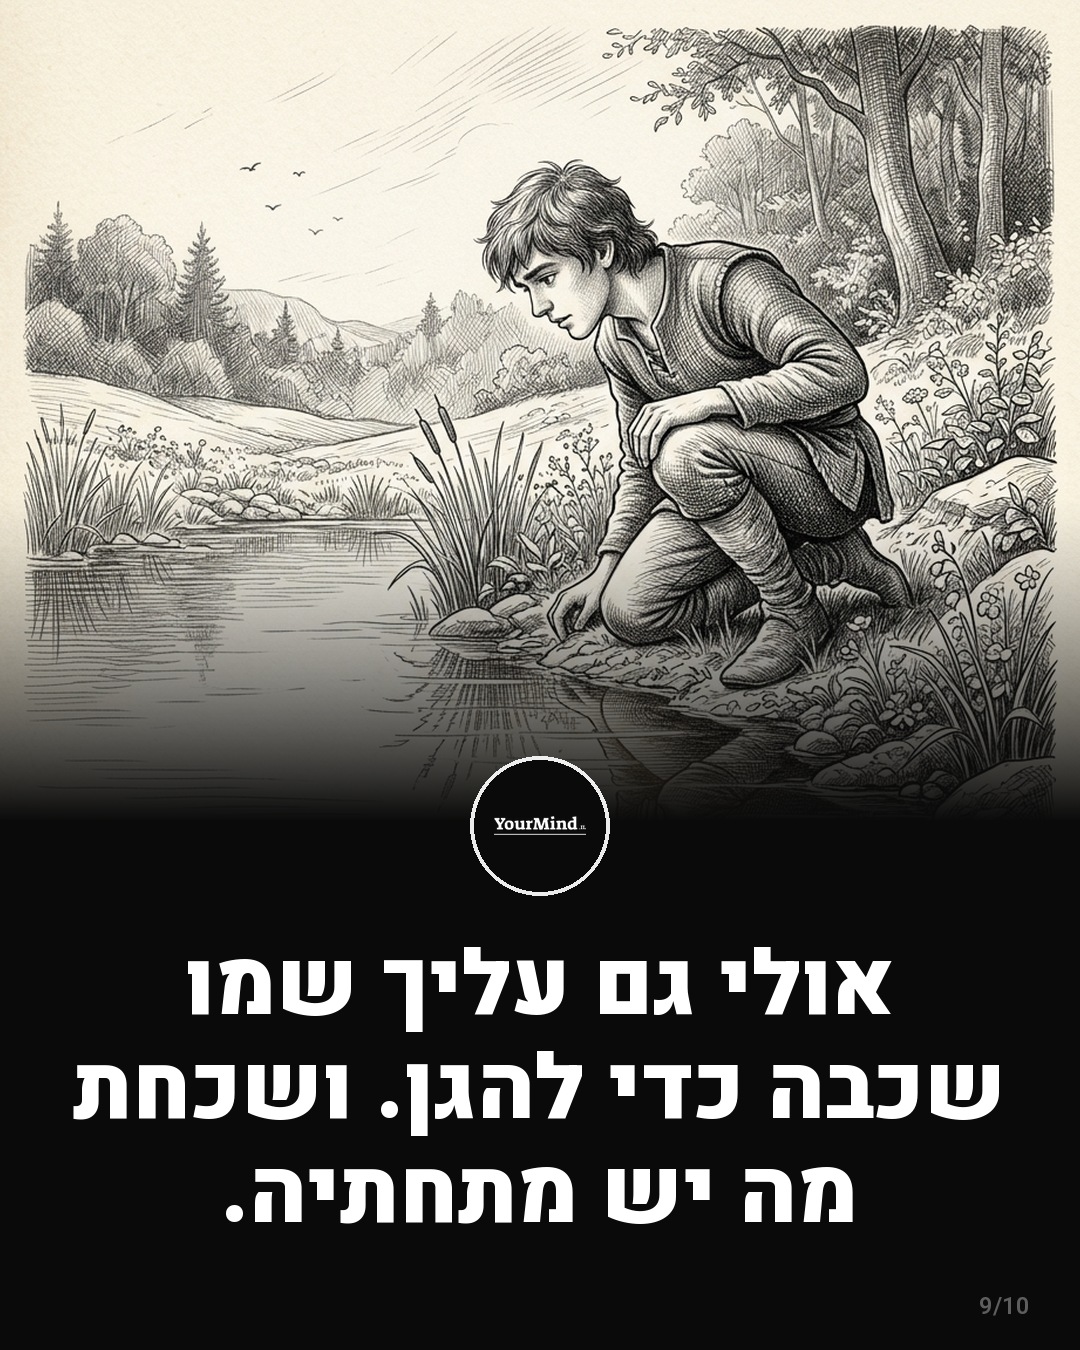 YourMind
אולי גם עליך שמו
שכבה כדי להגן. ושכחת
מה יש מתחתיה.
9/10